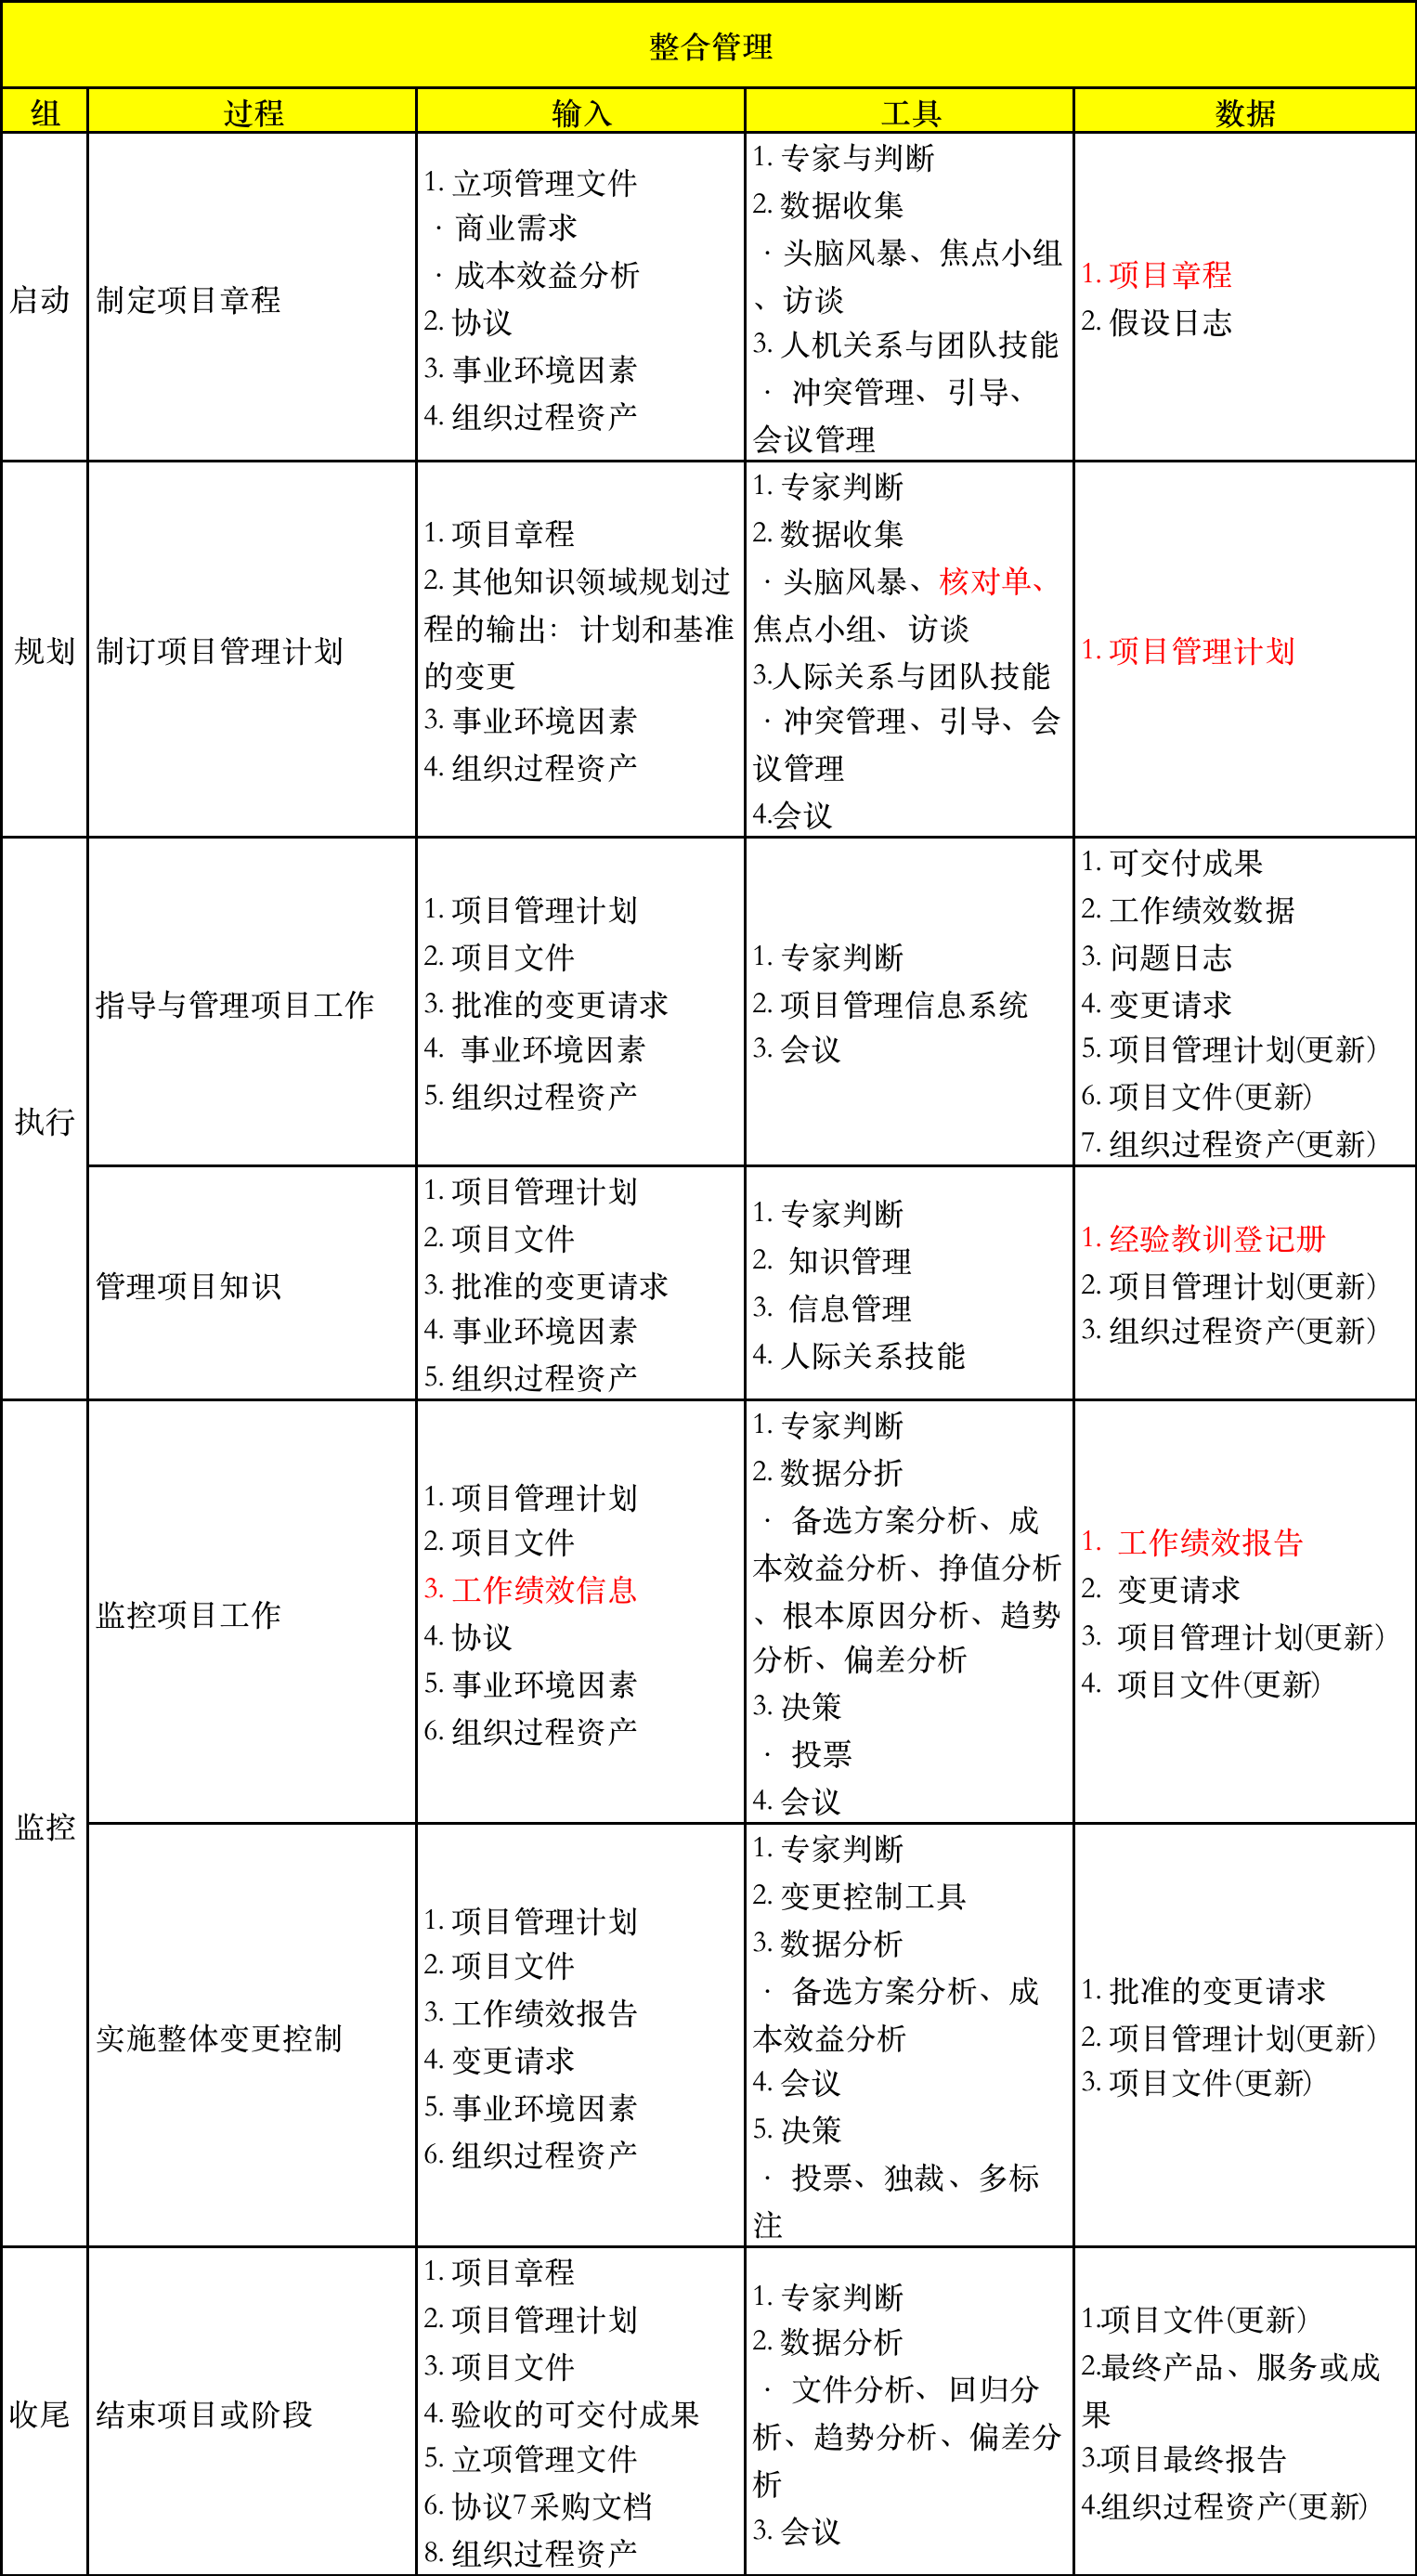 整合管理
组 过程 输入 工具 数据
启动
制定项目章程
1. 立项管理文件
· 商业需求
· 成本效益分析
2. 协议
3. 事业环境因素
4. 组织过程资产
1. 专家与判断
2. 数据收集
· 头脑风暴、焦点小组
、访谈
3. 人机关系与团队技能
· 冲突管理、引导、
会议管理
1. 项目章程
2. 假设日志
规划
制订项目管理计划
1. 项目章程
2. 其他知识领域规划过
程的输出：计划和基准
的变更
3. 事业环境因素
4. 组织过程资产
1. 专家判断
2. 数据收集
· 头脑风暴、核对单、
焦点小组、访谈
3.人际关系与团队技能
· 冲突管理、引导、会
议管理
4.会议
1. 项目管理计划
执行
指导与管理项目工作
1. 项目管理计划
2. 项目文件
3. 批准的变更请求
4. 事业环境因素
5. 组织过程资产
1. 专家判断
2. 项目管理信息系统
3. 会议
1. 可交付成果
2. 工作绩效数据
3. 问题日志
4. 变更请求
5. 项目管理计划(更新)
6. 项目文件(更新)
7. 组织过程资产(更新)
管理项目知识
1. 项目管理计划
2. 项目文件
3. 批准的变更请求
4. 事业环境因素
5. 组织过程资产
1. 专家判断
2. 知识管理
3. 信息管理
4. 人际关系技能
1. 经验教训登记册
2. 项目管理计划(更新)
3. 组织过程资产(更新)
监控
监控项目工作
1. 项目管理计划
2. 项目文件
3. 工作绩效信息
4. 协议
5. 事业环境因素
6. 组织过程资产
1. 专家判断
2. 数据分折
· 备选方案分析、成
本效益分析、挣值分析
、根本原因分析、趋势
分析、偏差分析
3. 决策
· 投票
4. 会议
1. 工作绩效报告
2. 变更请求
3. 项目管理计划(更新)
4. 项目文件(更新)
实施整体变更控制
1. 项目管理计划
2. 项目文件
3. 工作绩效报告
4. 变更请求
5. 事业环境因素
6. 组织过程资产
1. 专家判断
2. 变更控制工具
3. 数据分析
· 备选方案分析、成
本效益分析
4. 会议
5. 决策
· 投票、独裁、多标
注
1. 批准的变更请求
2. 项目管理计划(更新)
3. 项目文件(更新)
收尾
结束项目或阶段
1. 项目章程
2. 项目管理计划
3. 项目文件
4. 验收的可交付成果
5. 立项管理文件
6. 协议7采购文档
8. 组织过程资产
1. 专家判断
2. 数据分析
· 文件分析、回归分
析、趋势分析、偏差分
析
3. 会议
1.项目文件(更新)
2.最终产品、服务或成
果
3.项目最终报告
4.组织过程资产(更新)